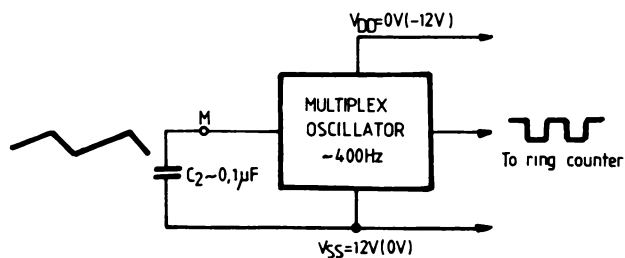 V_DD=0V(-12V)
MULTIPLEX
OSCILLATOR
~400Hz
M
C2~0,1µF
To ring counter
V_SS=12V(0V)